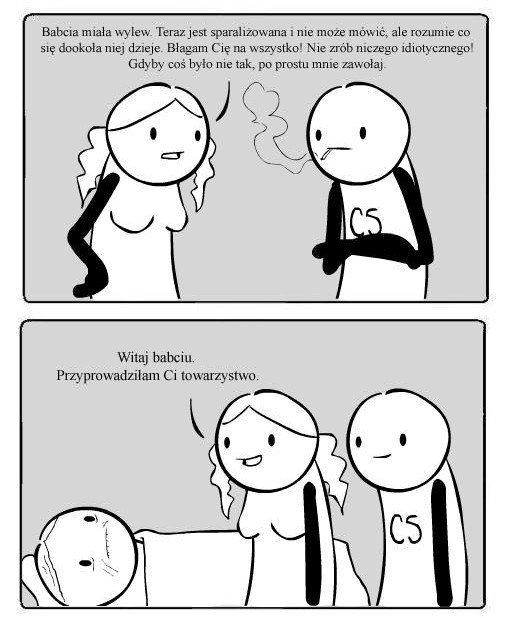 Babcia miała wylew. Teraz jest sparaliżowana i nie może mówić, ale rozumie co
się dookoła niej dzieje. Błagam Cię na wszystko! Nie zrób niczego idiotycznego!
Gdyby coś było nie tak, po prostu mnie zawołaj.
C5
Witaj babciu.
Przyprowadziłam Ci towarzystwo.
C5